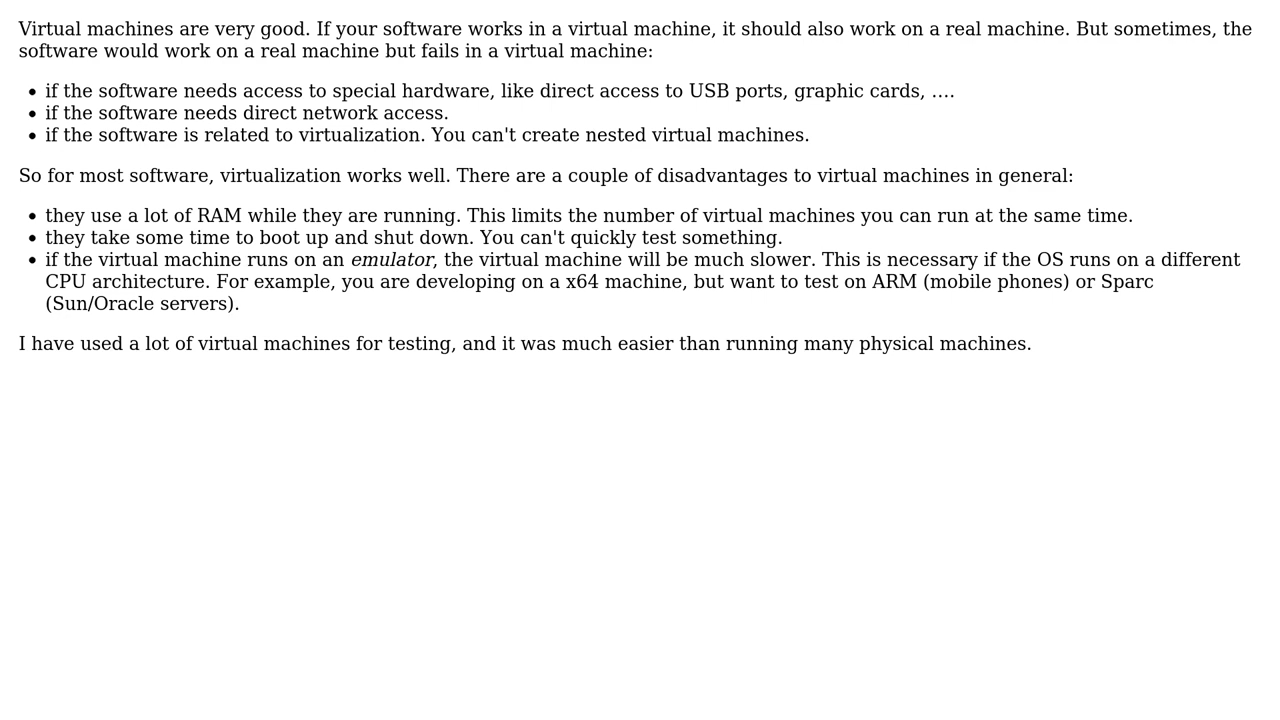 Virtual machines are very good. If your software works in a virtual machine, it should also work on a real machine. But sometimes, the
software would work on a real machine but fails in a virtual machine:
• if the software needs access to special hardware, like direct access to USB ports, graphic cards, ....
• if the software needs direct network access.
• if the software is related to virtualization. You can't create nested virtual machines.
So for most software, virtualization works well. There are a couple of disadvantages to virtual machines in general:
• they use a lot of RAM while they are running. This limits the number of virtual machines you can run at the same time.
• they take some time to boot up and shut down. You can't quickly test something.
• if the virtual machine runs on an emulator, the virtual machine will be much slower. This is necessary if the OS runs on a different
CPU architecture. For example, you are developing on a x64 machine, but want to test on ARM (mobile phones) or Sparc
(Sun/Oracle servers).
I have used a lot of virtual machines for testing, and it was much easier than running many physical machines.